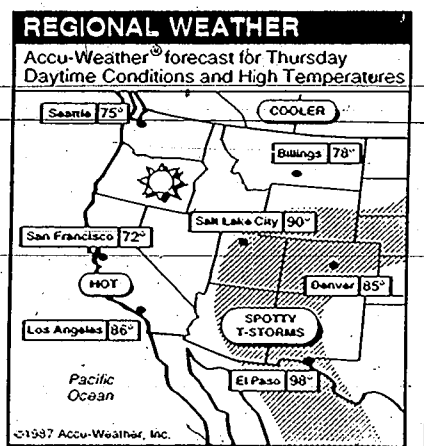 REGIONAL WEATHER
Accu-Weather® forecast for Thursday
Daytime Conditions and High Temperatures
COOLER
Seattle 75°
Billings 78°
Salt Lake City 90°
San Francisco 72°
HOT
Denver 85°
SPOTTY
T-STORMS
Los Angeles 86°
El Paso 98°
Pacific
Ocean
©1987 Accu-Weather, Inc.